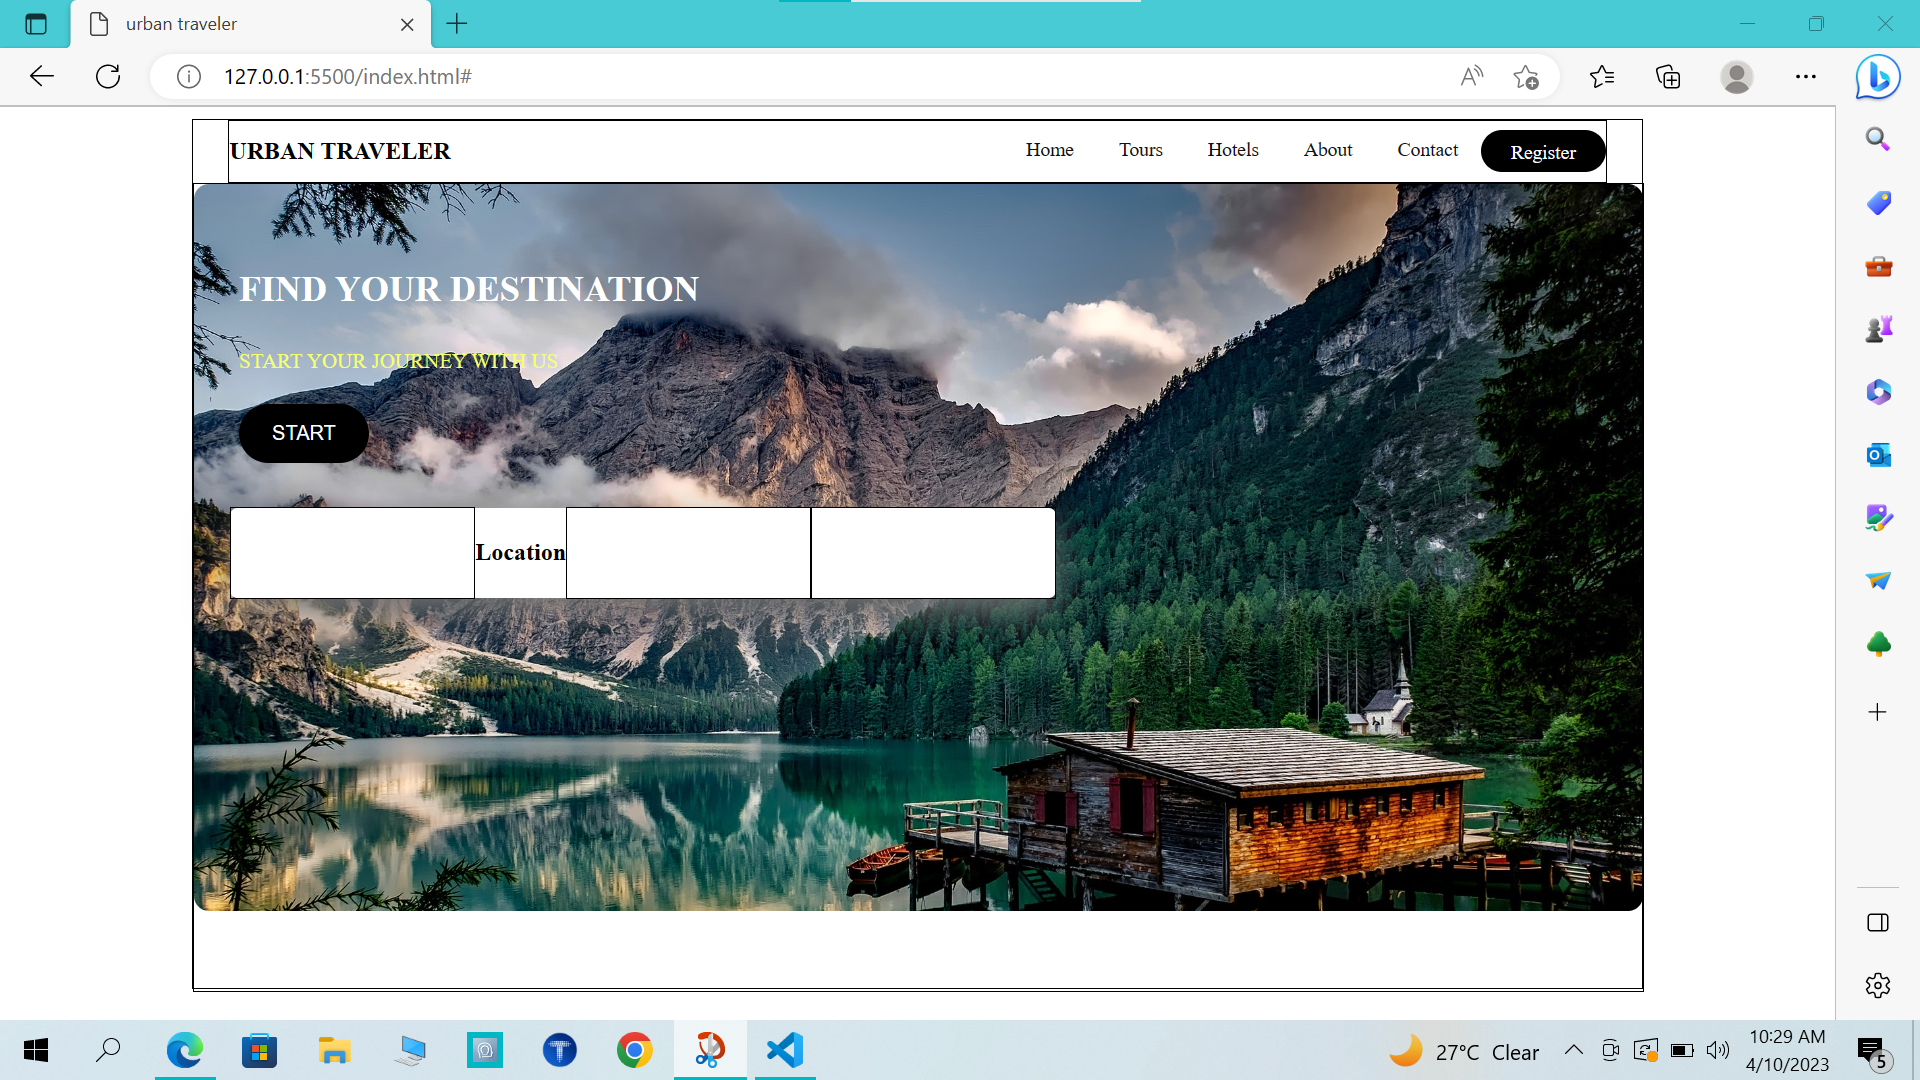 urban traveler
127.0.0.1:5500/index.html#
URBAN TRAVELER
Home Tours Hotels About Contact Register
FIND YOUR DESTINATION
START YOUR JOURNEY WITH US
START
Location
27°C Clear
10:29 AM
4/10/2023
5